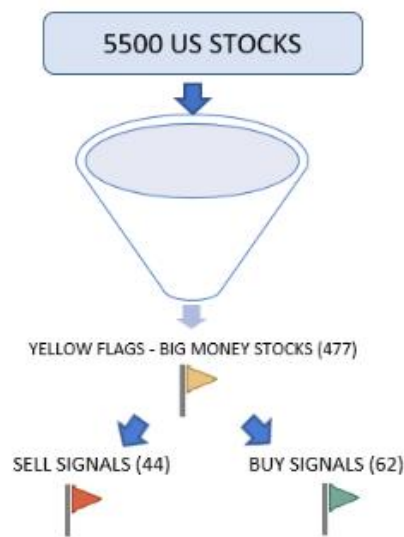 5500 US STOCKS
YELLOW FLAGS - BIG MONEY STOCKS (477)
SELL SIGNALS (44)
BUY SIGNALS (62)